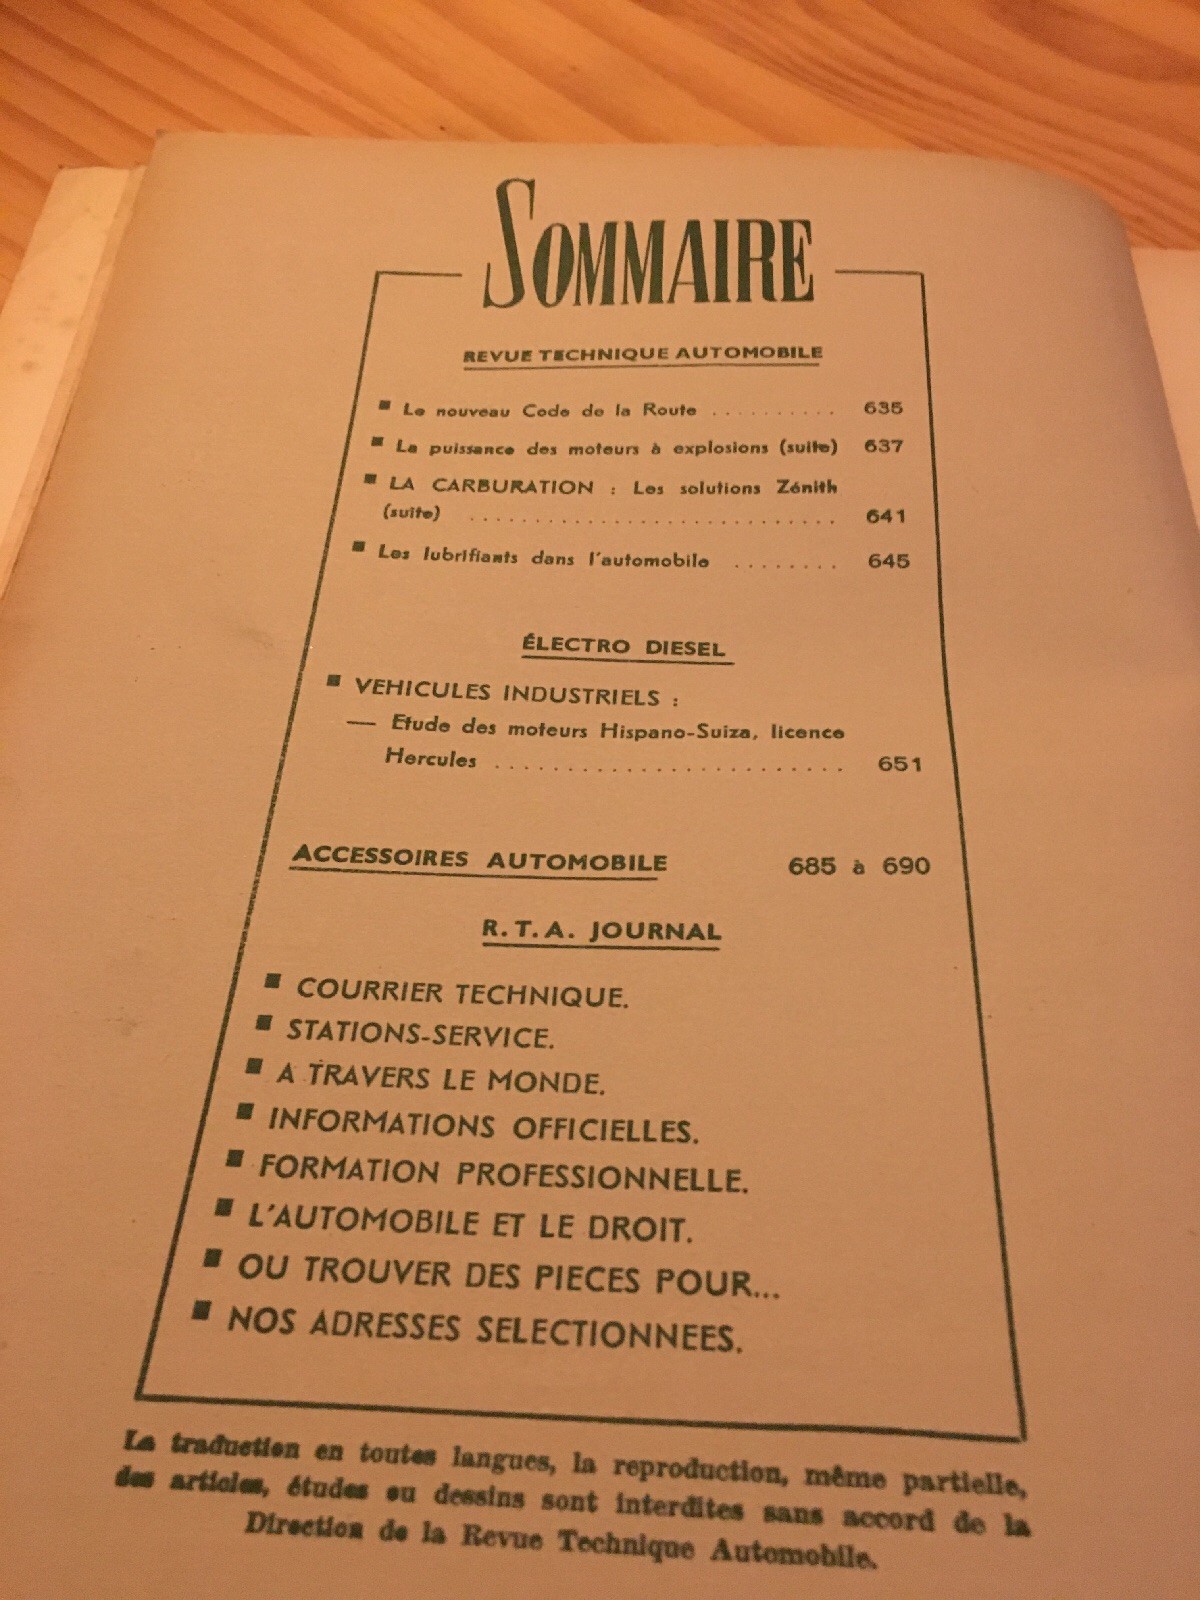 SOMMAIRE
REVUE TECHNIQUE AUTOMOBILE
■ Le nouveau Code de la Route .......... 635
■ La puissance des moteurs à explosions (suite) 637
■ LA CARBURATION : Les solutions Zénith
(suite) ............................ 641
■ Les lubrifiants dans l'automobile ........ 645
ÉLECTRO DIESEL
■ VEHICULES INDUSTRIELS :
— Etude des moteurs Hispano-Suiza, licence
Hercules ......................... 651
ACCESSOIRES AUTOMOBILE 685 à 690
R.T.A. JOURNAL
■ COURRIER TECHNIQUE.
■ STATIONS-SERVICE.
■ A TRAVERS LE MONDE.
■ INFORMATIONS OFFICIELLES.
■ FORMATION PROFESSIONNELLE.
■ L'AUTOMOBILE ET LE DROIT.
■ OU TROUVER DES PIECES POUR...
■ NOS ADRESSES SELECTIONNEES.
La traduction en toutes langues, la reproduction, même partielle,
des articles, études ou dessins sont interdites sans accord de la
Direction de la Revue Technique Automobile.